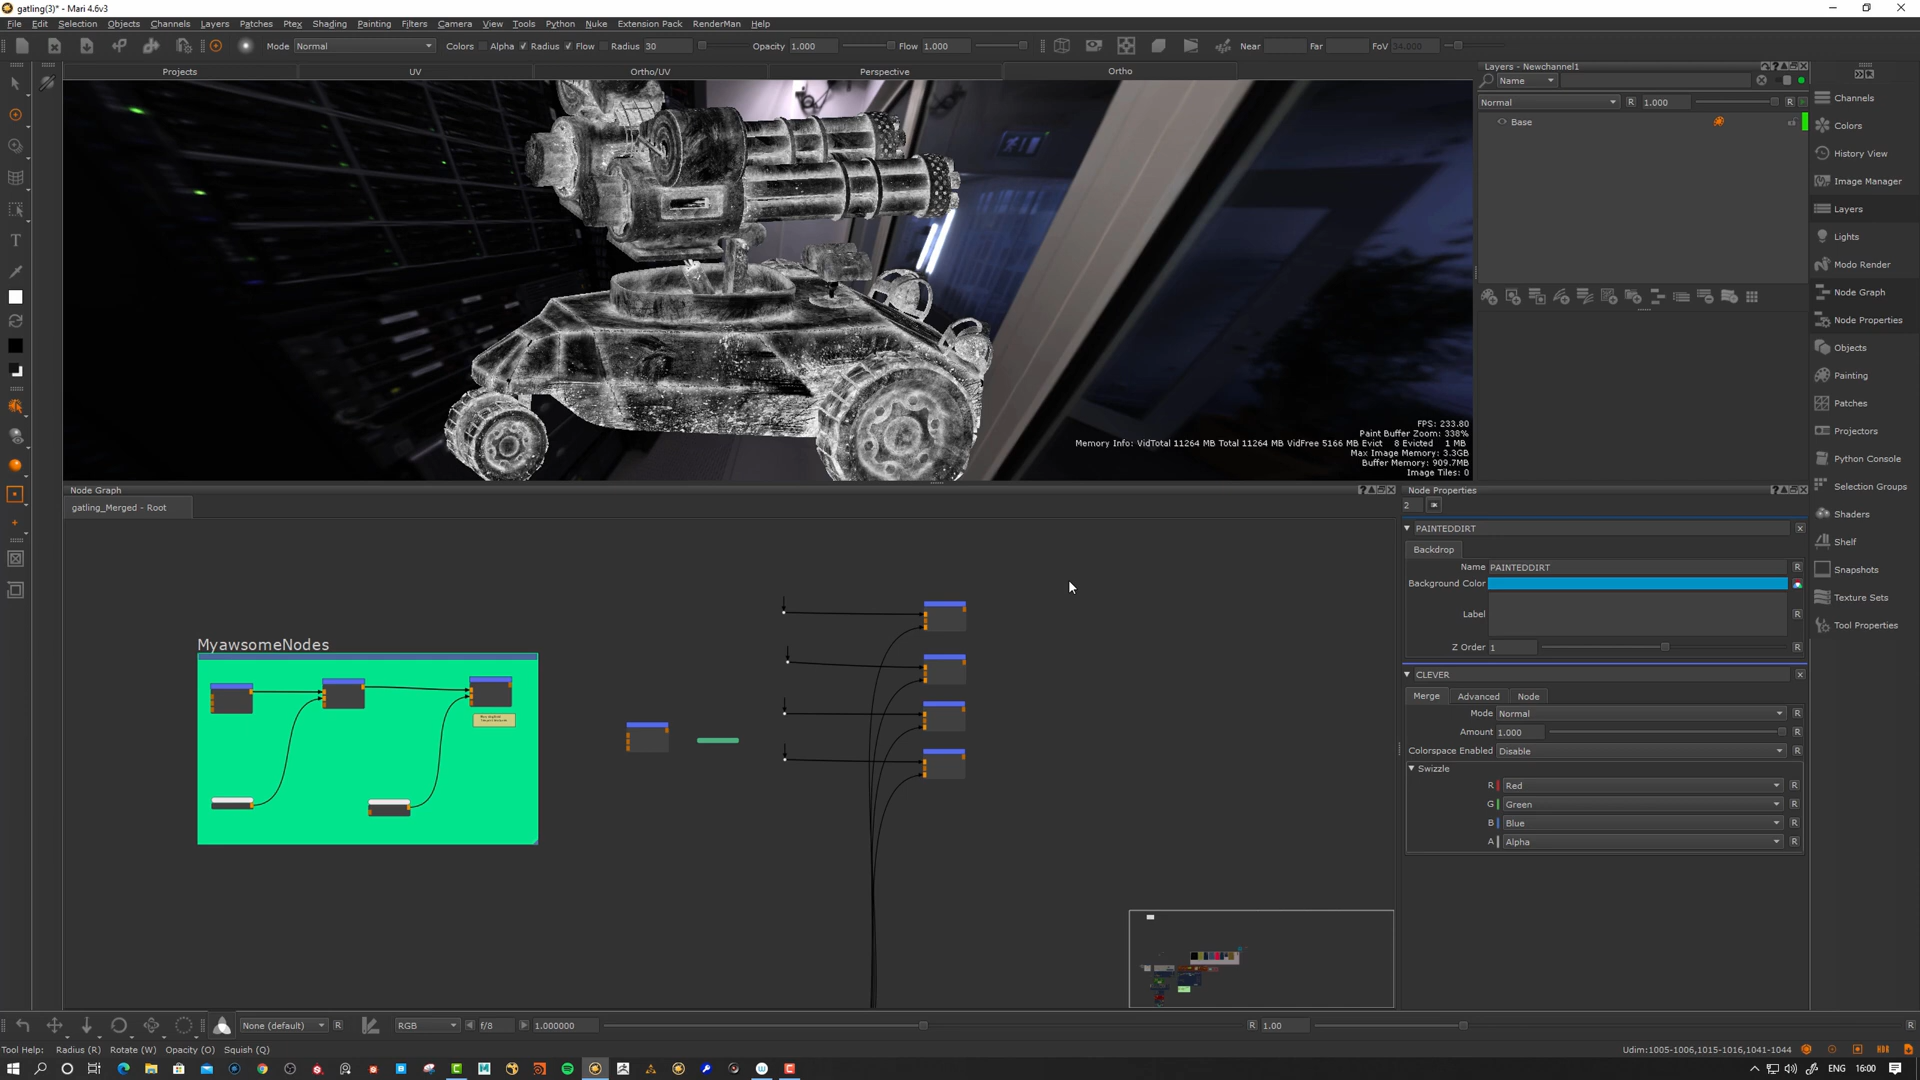 gatling(3)* - Mari 4.6v3
File Edit Selection Objects Channels Layers Patches Ptex Shading Painting Filters Camera View Tools Python Nuke Extension Pack RenderMan Help
Mode Normal Colors Alpha Radius Flow Radius 30 Opacity 1.000 Flow 1.000 Near Far FoV 34.000
Projects UV Ortho/UV Perspective Ortho
Layers - Newchannel1
Name
Normal R 1.000 R
Base
Channels
Colors
History View
Image Manager
Layers
Lights
Modo Render
Node Graph
Node Properties
Objects
Painting
Patches
Projectors
Python Console
Selection Groups
Shaders
Shelf
Snapshots
Texture Sets
Tool Properties
FPS: 233.80
Paint Buffer Zoom: 338%
Memory Info: VidTotal 11264 MB Total 11264 MB VidFree 5166 MB Evict 8 Evicted 1 MB
Max Image Memory: 3.3GB
Buffer Memory: 909.7MB
Image Tiles: 0
Node Graph
gatling_Merged - Root
MyawsomeNodes
Node Properties
2
PAINTEDDIRT
Backdrop
Name PAINTEDDIRT R
Background Color
Label R
Z Order 1 R
CLEVER
Merge Advanced Node
Mode Normal R
Amount 1.000 R
Colorspace Enabled Disable R
Swizzle
R Red R
G Green R
B Blue R
A Alpha R
None (default) R RGB f/8 1.000000 R 1.00 R
Tool Help: Radius (R) Rotate (W) Opacity (O) Squish (Q)
Udim:1005-1006,1015-1016,1041-1044
ENG 16:00